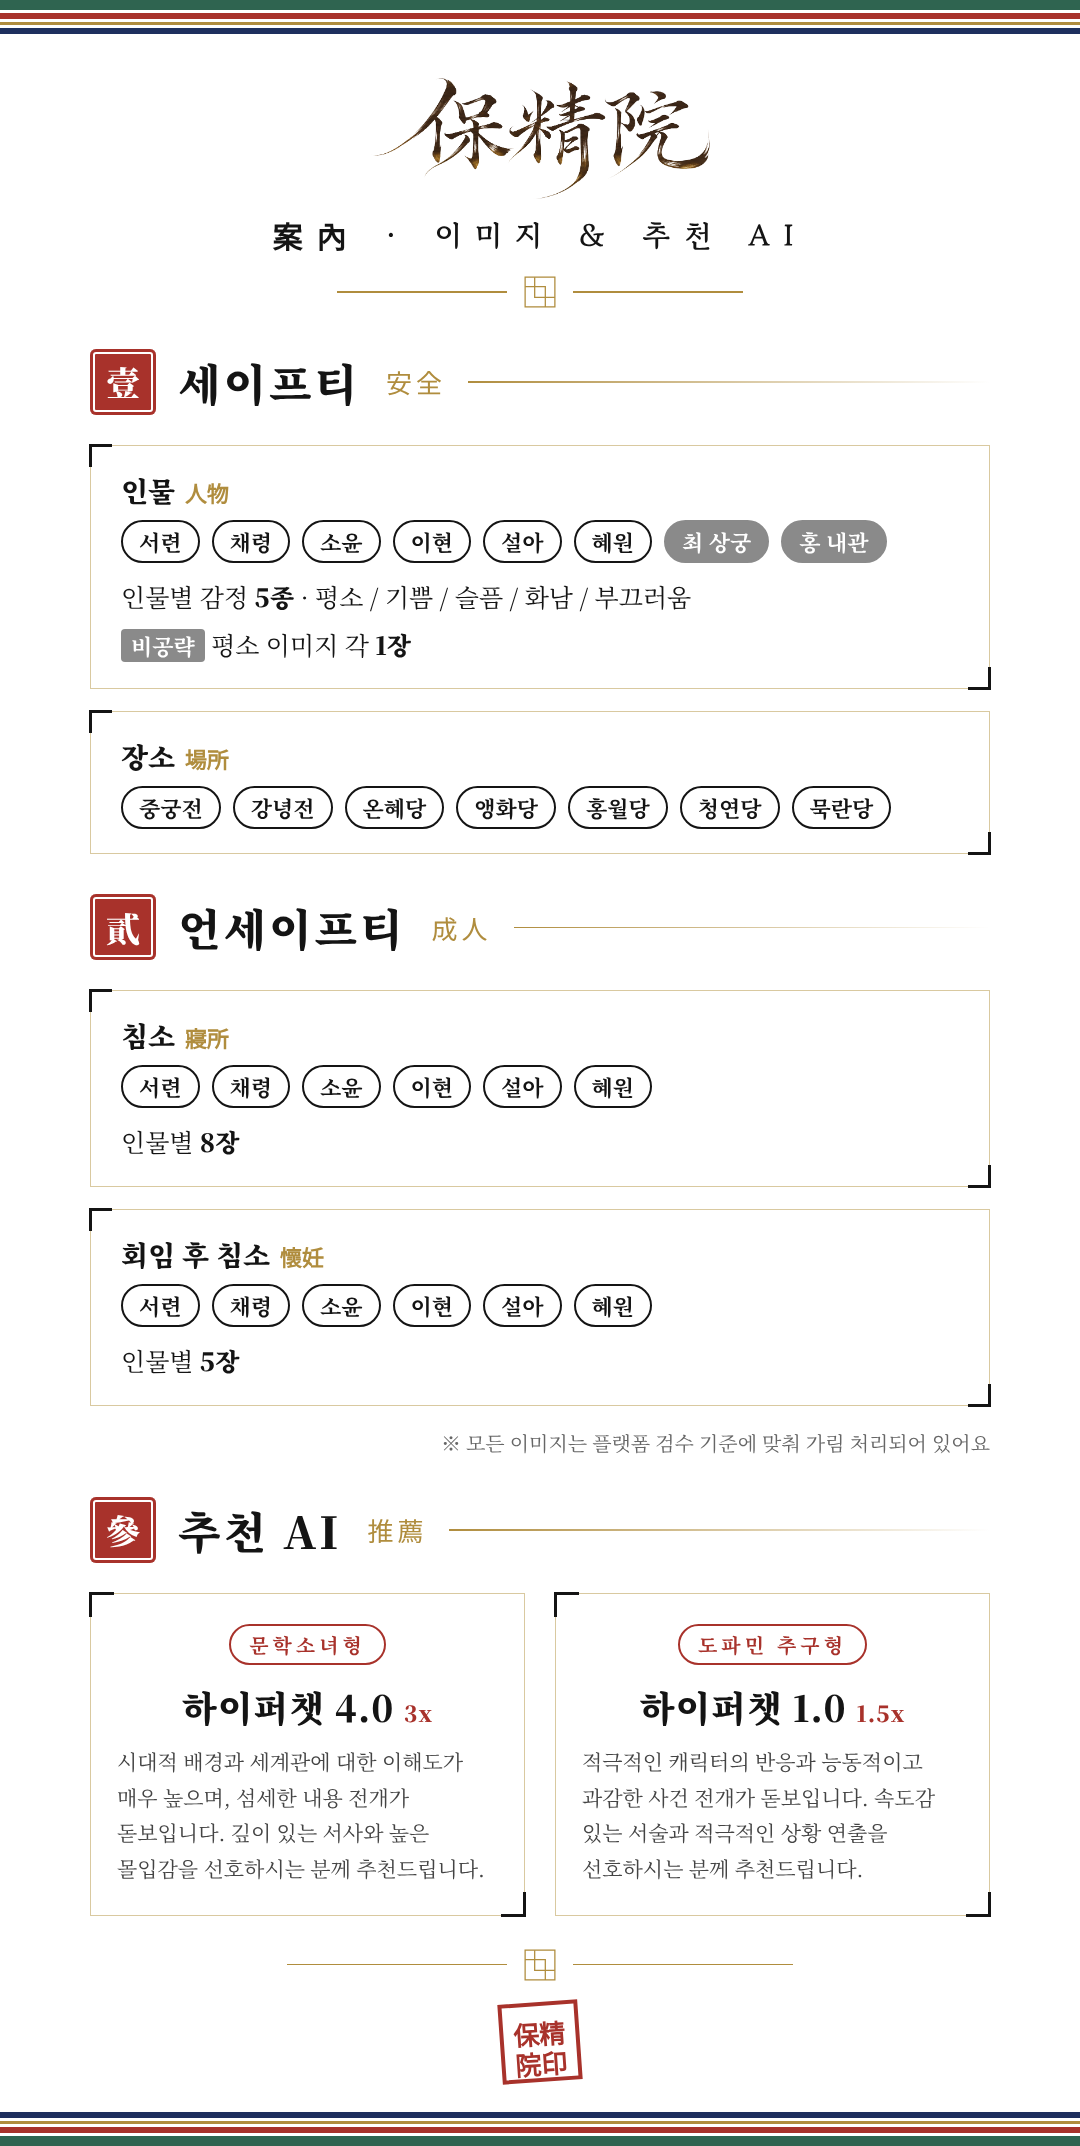 保精院
案內 · 이미지 & 추천 AI
壹 세이프티 安全
인물 人物
서련 채령 소윤 이현 설아 혜원 최 상궁 홍 내관
인물별 감정 5종 · 평소 / 기쁨 / 슬픔 / 화남 / 부끄러움
비공략 평소 이미지 각 1장
장소 場所
중궁전 강녕전 온혜당 앵화당 홍월당 청연당 묵란당
貳 언세이프티 成人
침소 寢所
서련 채령 소윤 이현 설아 혜원
인물별 8장
회임 후 침소 懷妊
서련 채령 소윤 이현 설아 혜원
인물별 5장
※ 모든 이미지는 플랫폼 검수 기준에 맞춰 가림 처리되어 있어요
參 추천 AI 推薦
문학소녀형
하이퍼챗 4.0 3x
시대적 배경과 세계관에 대한 이해도가
매우 높으며, 섬세한 내용 전개가
돋보입니다. 깊이 있는 서사와 높은
몰입감을 선호하시는 분께 추천드립니다.
도파민 추구형
하이퍼챗 1.0 1.5x
적극적인 캐릭터의 반응과 능동적이고
과감한 사건 전개가 돋보입니다. 속도감
있는 서술과 적극적인 상황 연출을
선호하시는 분께 추천드립니다.
保精
院印